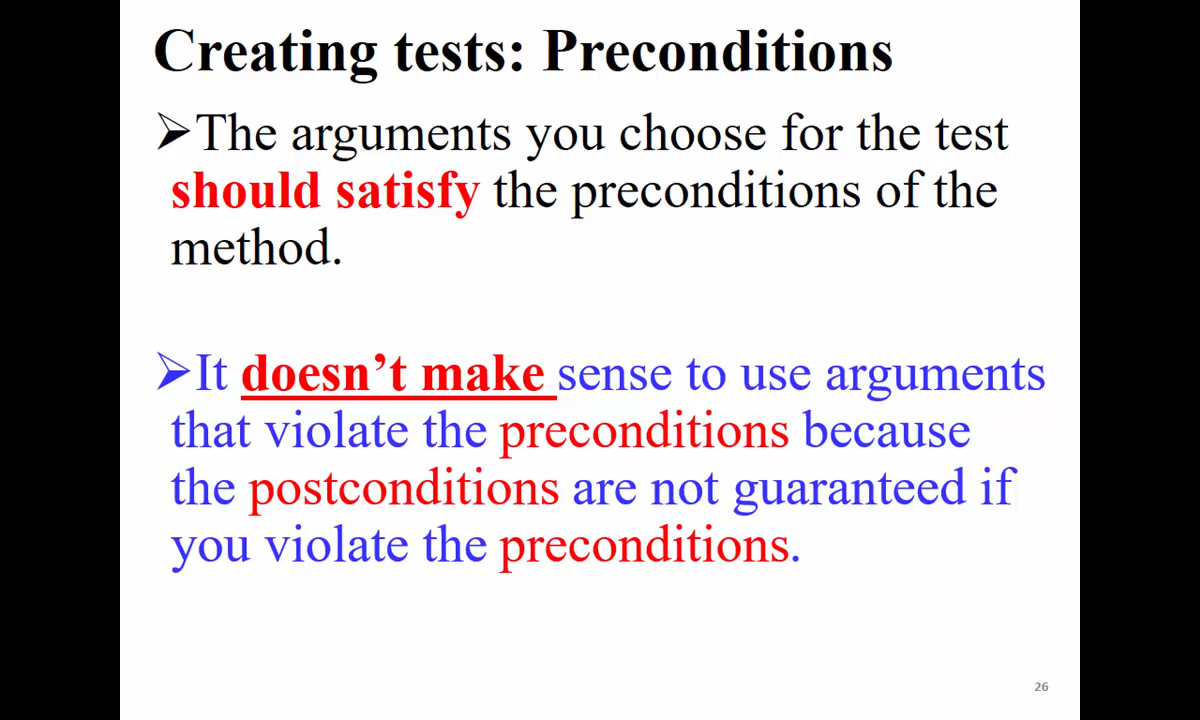 Creating tests: Preconditions
➢The arguments you choose for the test
should satisfy the preconditions of the
method.
➢It doesn’t make sense to use arguments
that violate the preconditions because
the postconditions are not guaranteed if
you violate the preconditions.
26